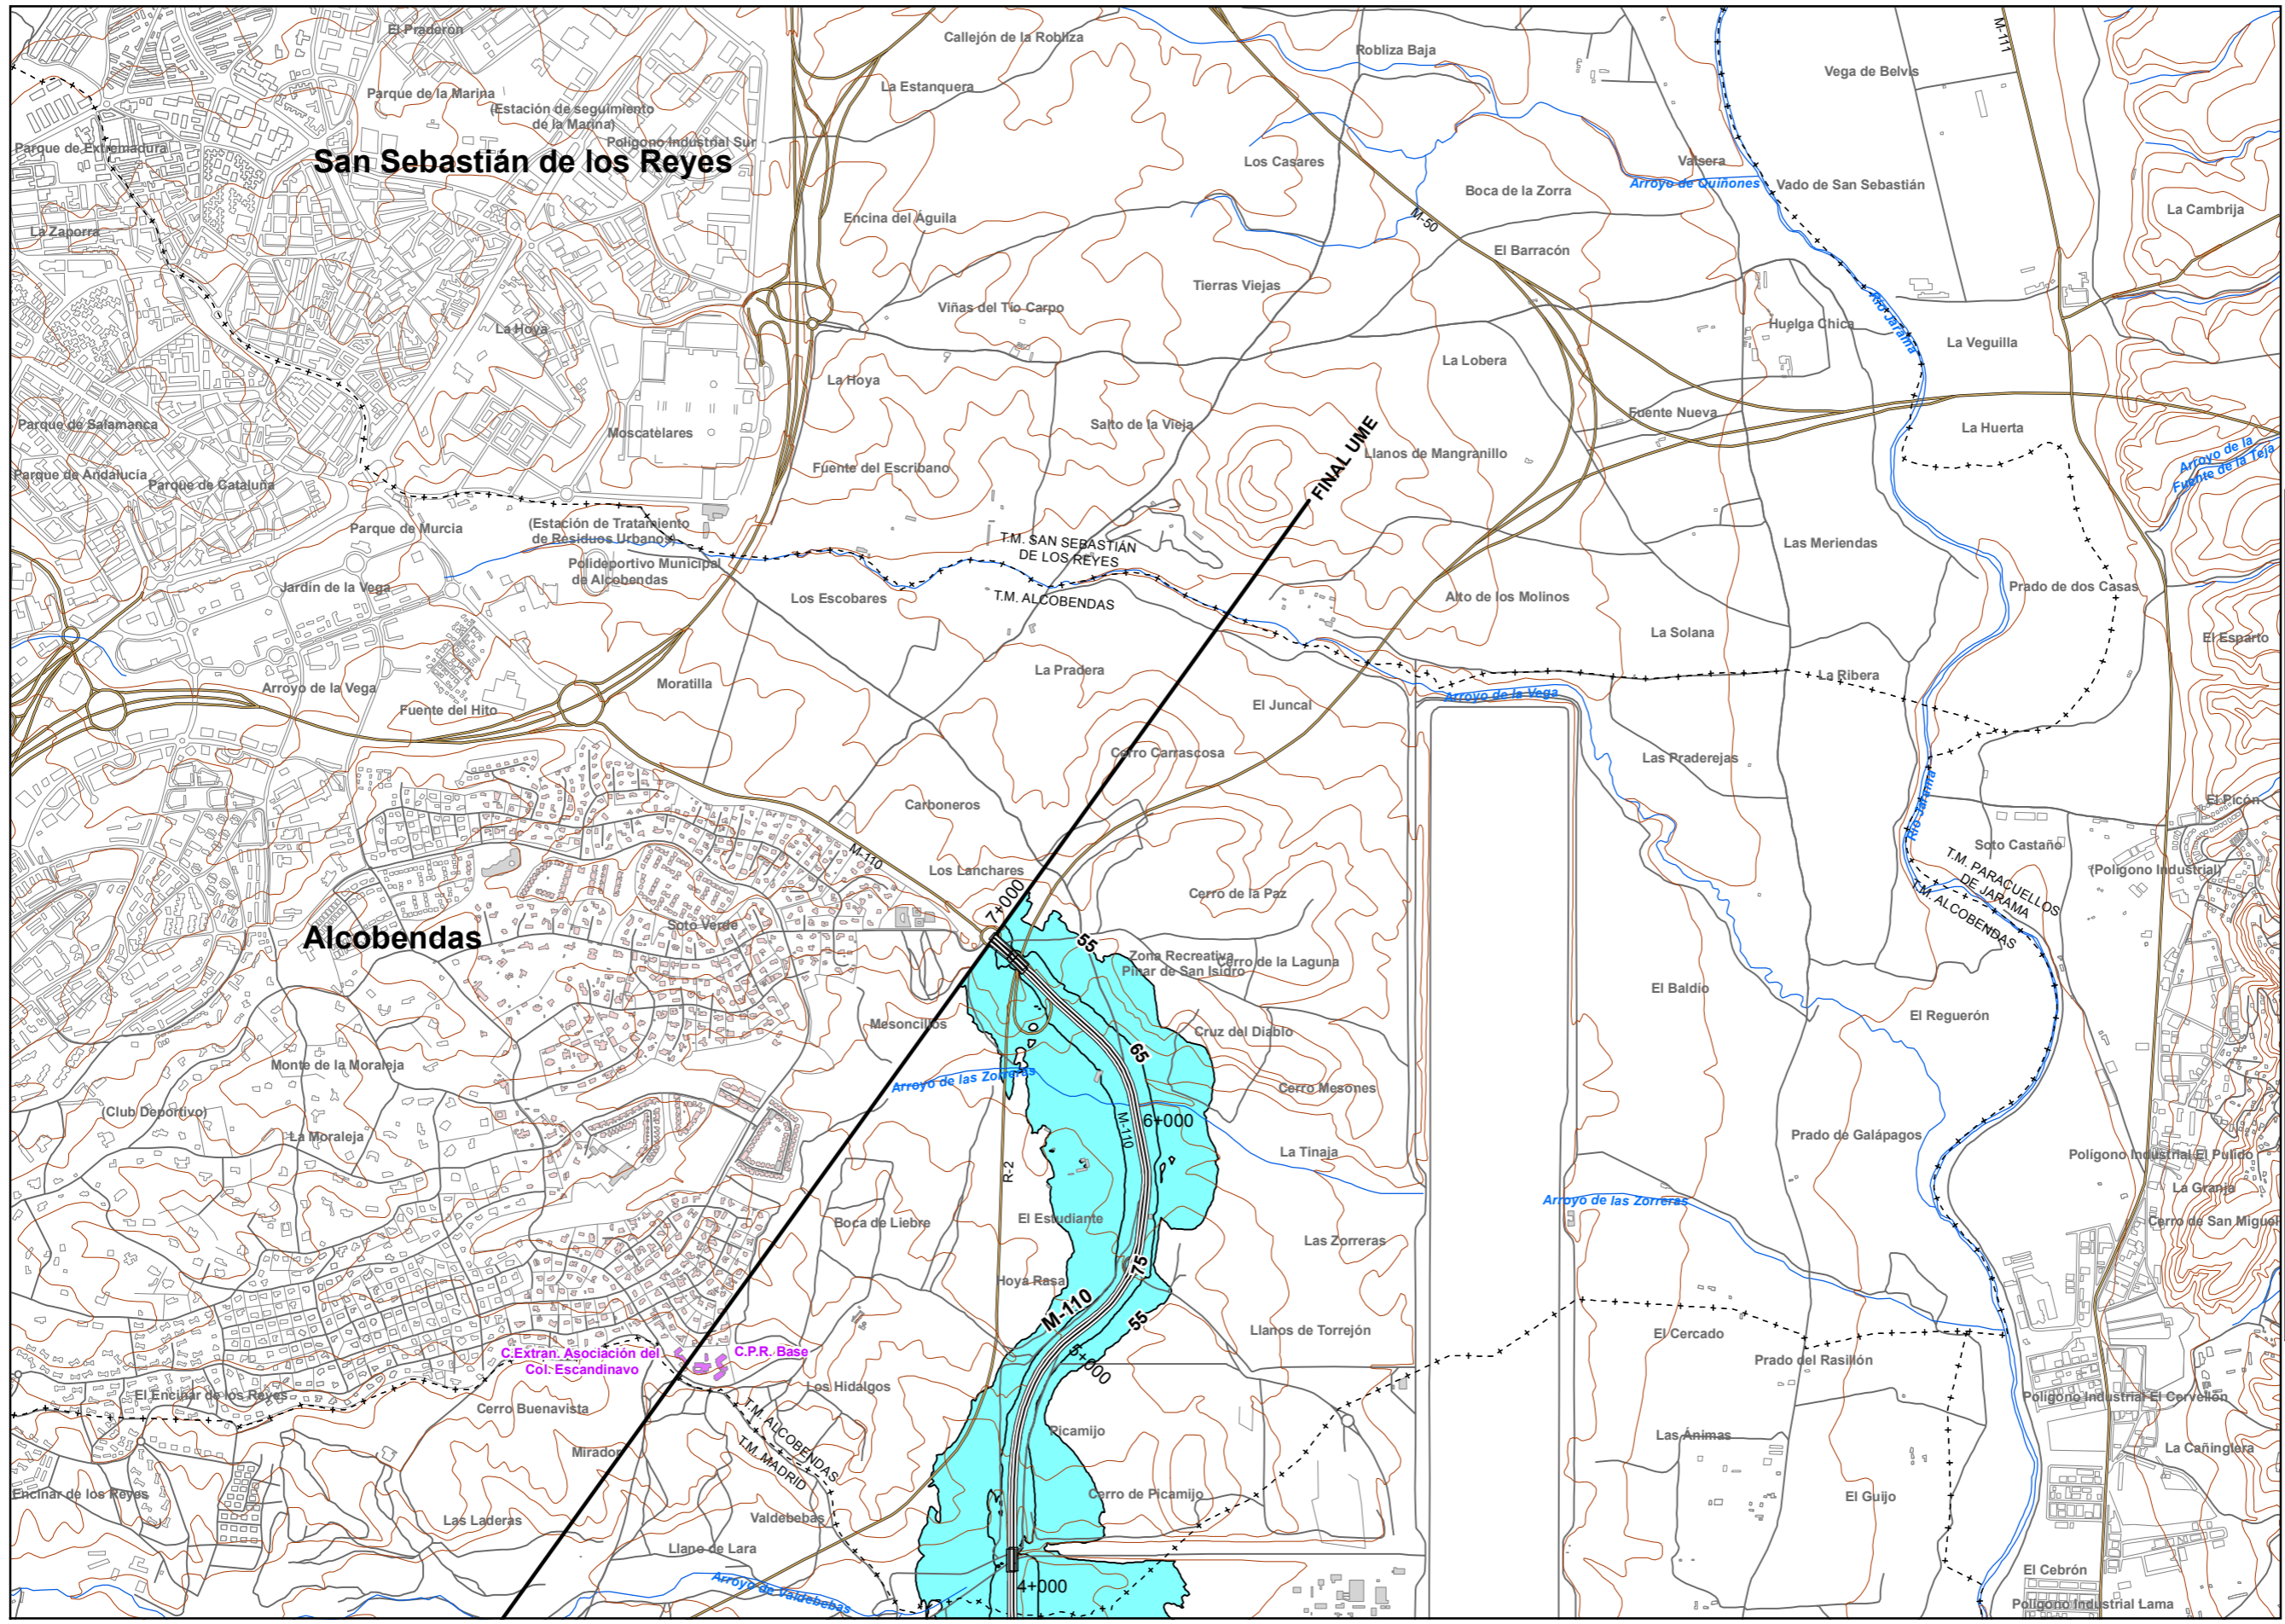 El Praderón
Callejón de la Robliza
Robliza Baja
M-111
Vega de Belvis
Parque de la Marina
La Estanquera
(Estación de seguimiento
de la Marina)
Polígono Industrial Sur
Parque de Extremadura
San Sebastián de los Reyes
Los Casares
Valsera
Arroyo de Quiñones
Vado de San Sebastián
Boca de la Zorra
La Cambrija
Encina del Águila
M-50
La Zaporra
El Barracón
Tierras Viejas
Viñas del Tío Carpo
Río Jarama
La Hoya
Huelga Chica
La Veguilla
La Lobera
La Hoya
Fuente Nueva
Parque de Salamanca
Moscatelares
Salto de la Vieja
La Huerta
FINAL UME
Llanos de Mangranillo
Arroyo de la
Fuente de la Teja
Fuente del Escribano
Parque de Andalucía
Parque de Cataluña
Parque de Murcia
(Estación de Tratamiento
de Residuos Urbanos)
T.M. SAN SEBASTIÁN
DE LOS REYES
Las Meriendas
Polideportivo Municipal
de Alcobendas
Jardín de la Vega
Los Escobares
T.M. ALCOBENDAS
Alto de los Molinos
Prado de dos Casas
La Solana
El Esparto
La Pradera
La Ribera
Arroyo de la Vega
Moratilla
Arroyo de la Vega
Fuente del Hito
El Juncal
Cerro Carrascosa
Las Praderejas
Río Jarama
Carboneros
El Picón
Soto Castaño
M-110
Los Lanchares
T.M. PARACUELLOS
DE JARAMA
T.M. ALCOBENDAS
(Polígono Industrial)
Cerro de la Paz
7+000
Soto Verde
Alcobendas
55
Zona Recreativa
Pinar de San Isidro
Cerro de la Laguna
El Baldío
El Reguerón
Mesoncillos
Cruz del Diablo
65
Monte de la Moraleja
Arroyo de las Zorreras
Cerro Mesones
(Club Deportivo)
M-110
6+000
La Moraleja
La Tinaja
Prado de Galápagos
Polígono Industrial El Pulido
R-2
La Granja
Arroyo de las Zorreras
Boca de Liebre
El Estudiante
Cerro de San Miguel
Las Zorreras
75
Hoya Rasa
M-110
55
Llanos de Torrejón
El Cercado
C.Extran. Asociación del
Col. Escandinavo
C.P.R. Base
5+000
Prado del Rasillón
Los Hidalgos
El Encinar de los Reyes
Polígono Industrial El Cervellón
Cerro Buenavista
T.M. ALCOBENDAS
T.M. MADRID
Picamijo
Las Ánimas
Mirador
La Cañinglera
Encinar de los Reyes
Cerro de Picamijo
El Guijo
Valdebebas
Las Laderas
Llano de Lara
El Cebrón
Arroyo de Valdebebas
4+000
Polígono Industrial Lama